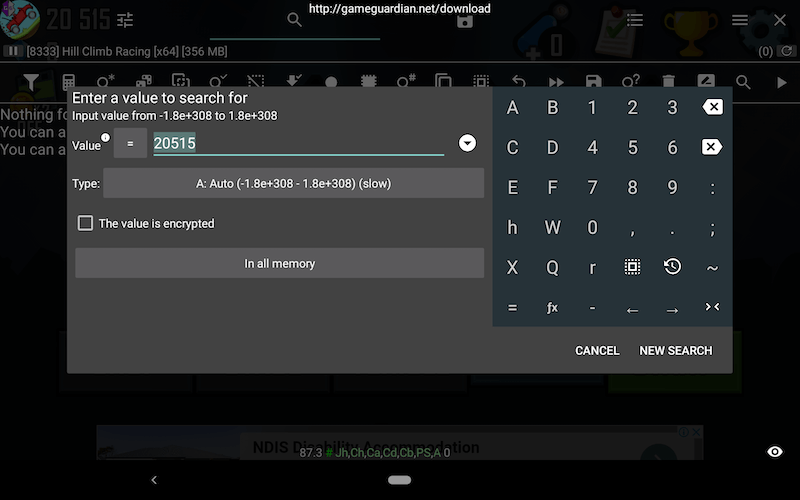 http://gameguardian.net/download
20 515
[8333] Hill Climb Racing [x64] [356 MB]
(0)
Nothing fo
You can a
You can a
Enter a value to search for
Input value from -1.8e+308 to 1.8e+308
Value = 20515
Type: A: Auto (-1.8e+308 - 1.8e+308) (slow)
The value is encrypted
In all memory
A B 1 2 3
C D 4 5 6
E F 7 8 9 :
h W 0 , . ;
X Q r ~
= ƒx - ← → ><
CANCEL NEW SEARCH
NDIS Disability Accommodation
87.3 # Jh,Ch,Ca,Cd,Cb,PS,A 0